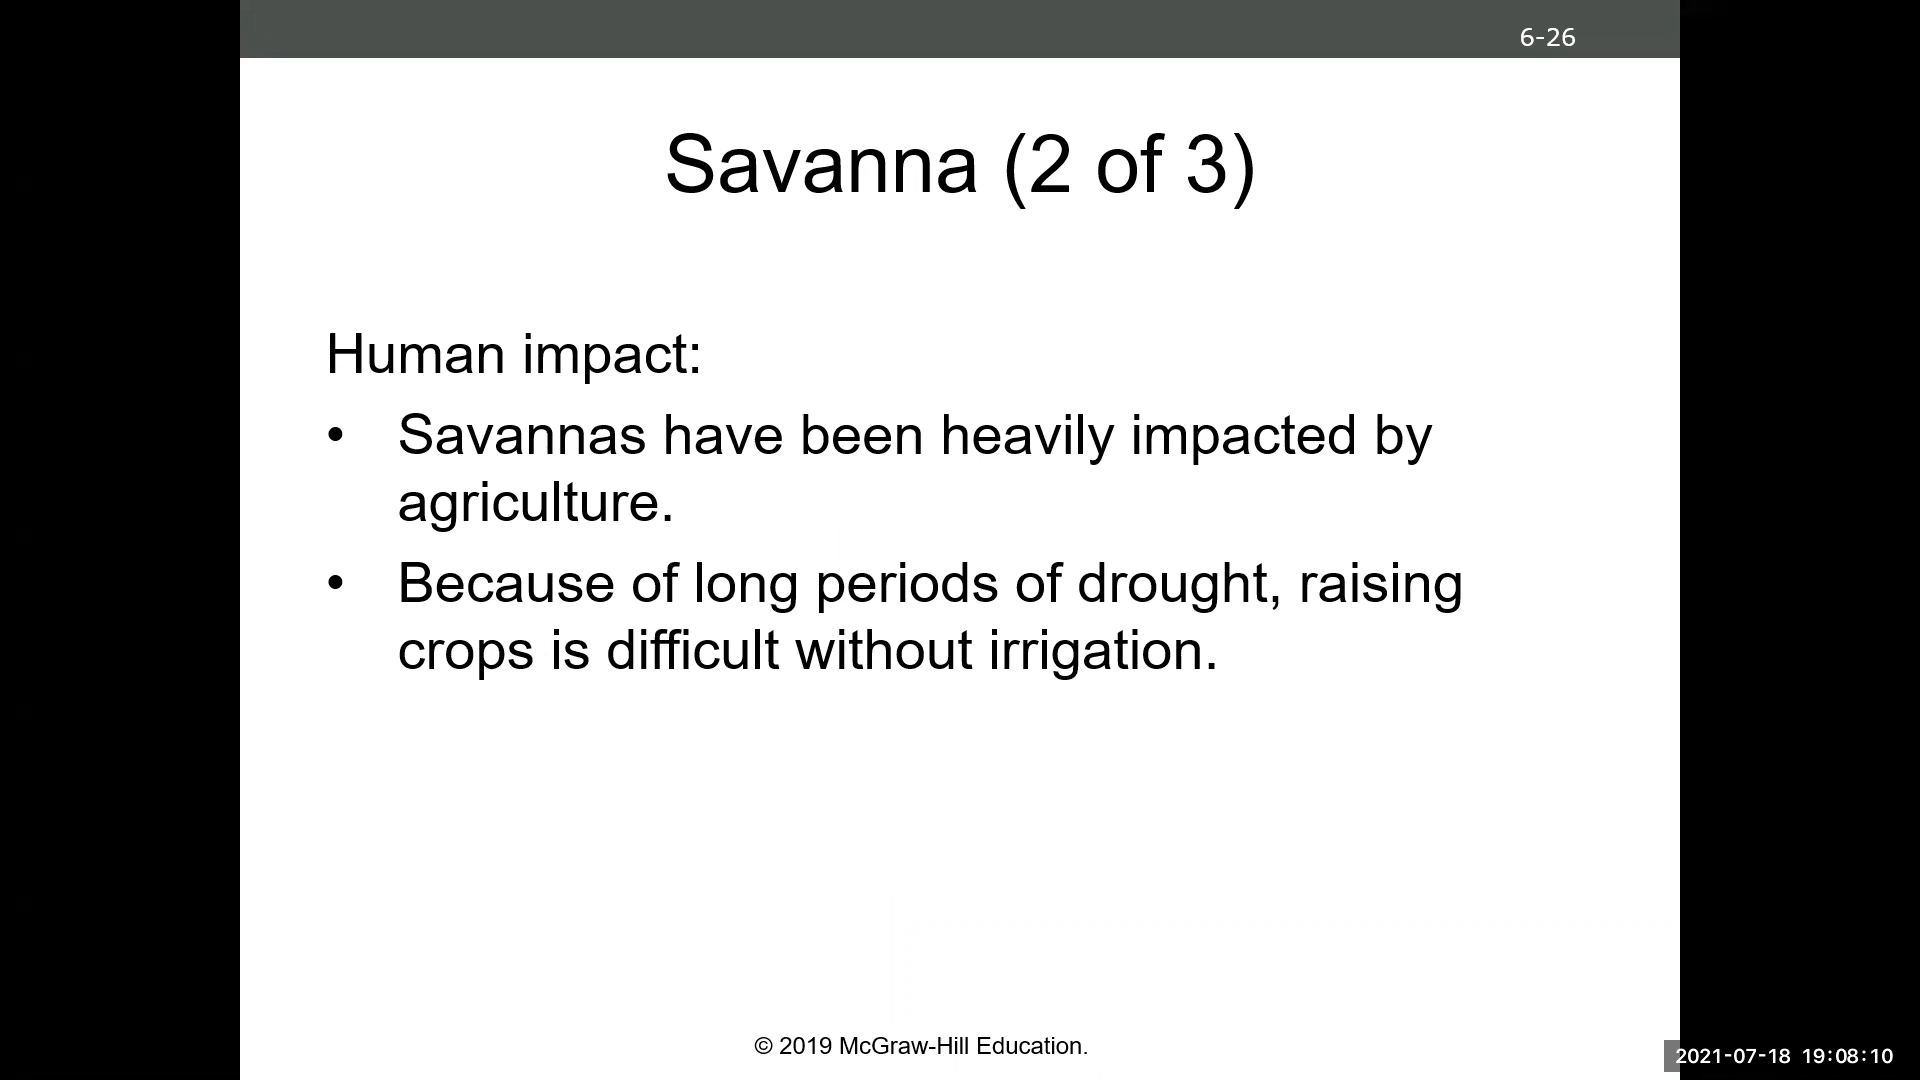 6-26
Savanna (2 of 3)
Human impact:
• Savannas have been heavily impacted by
agriculture.
• Because of long periods of drought, raising
crops is difficult without irrigation.
© 2019 McGraw-Hill Education.
2021-07-18 19:08:10